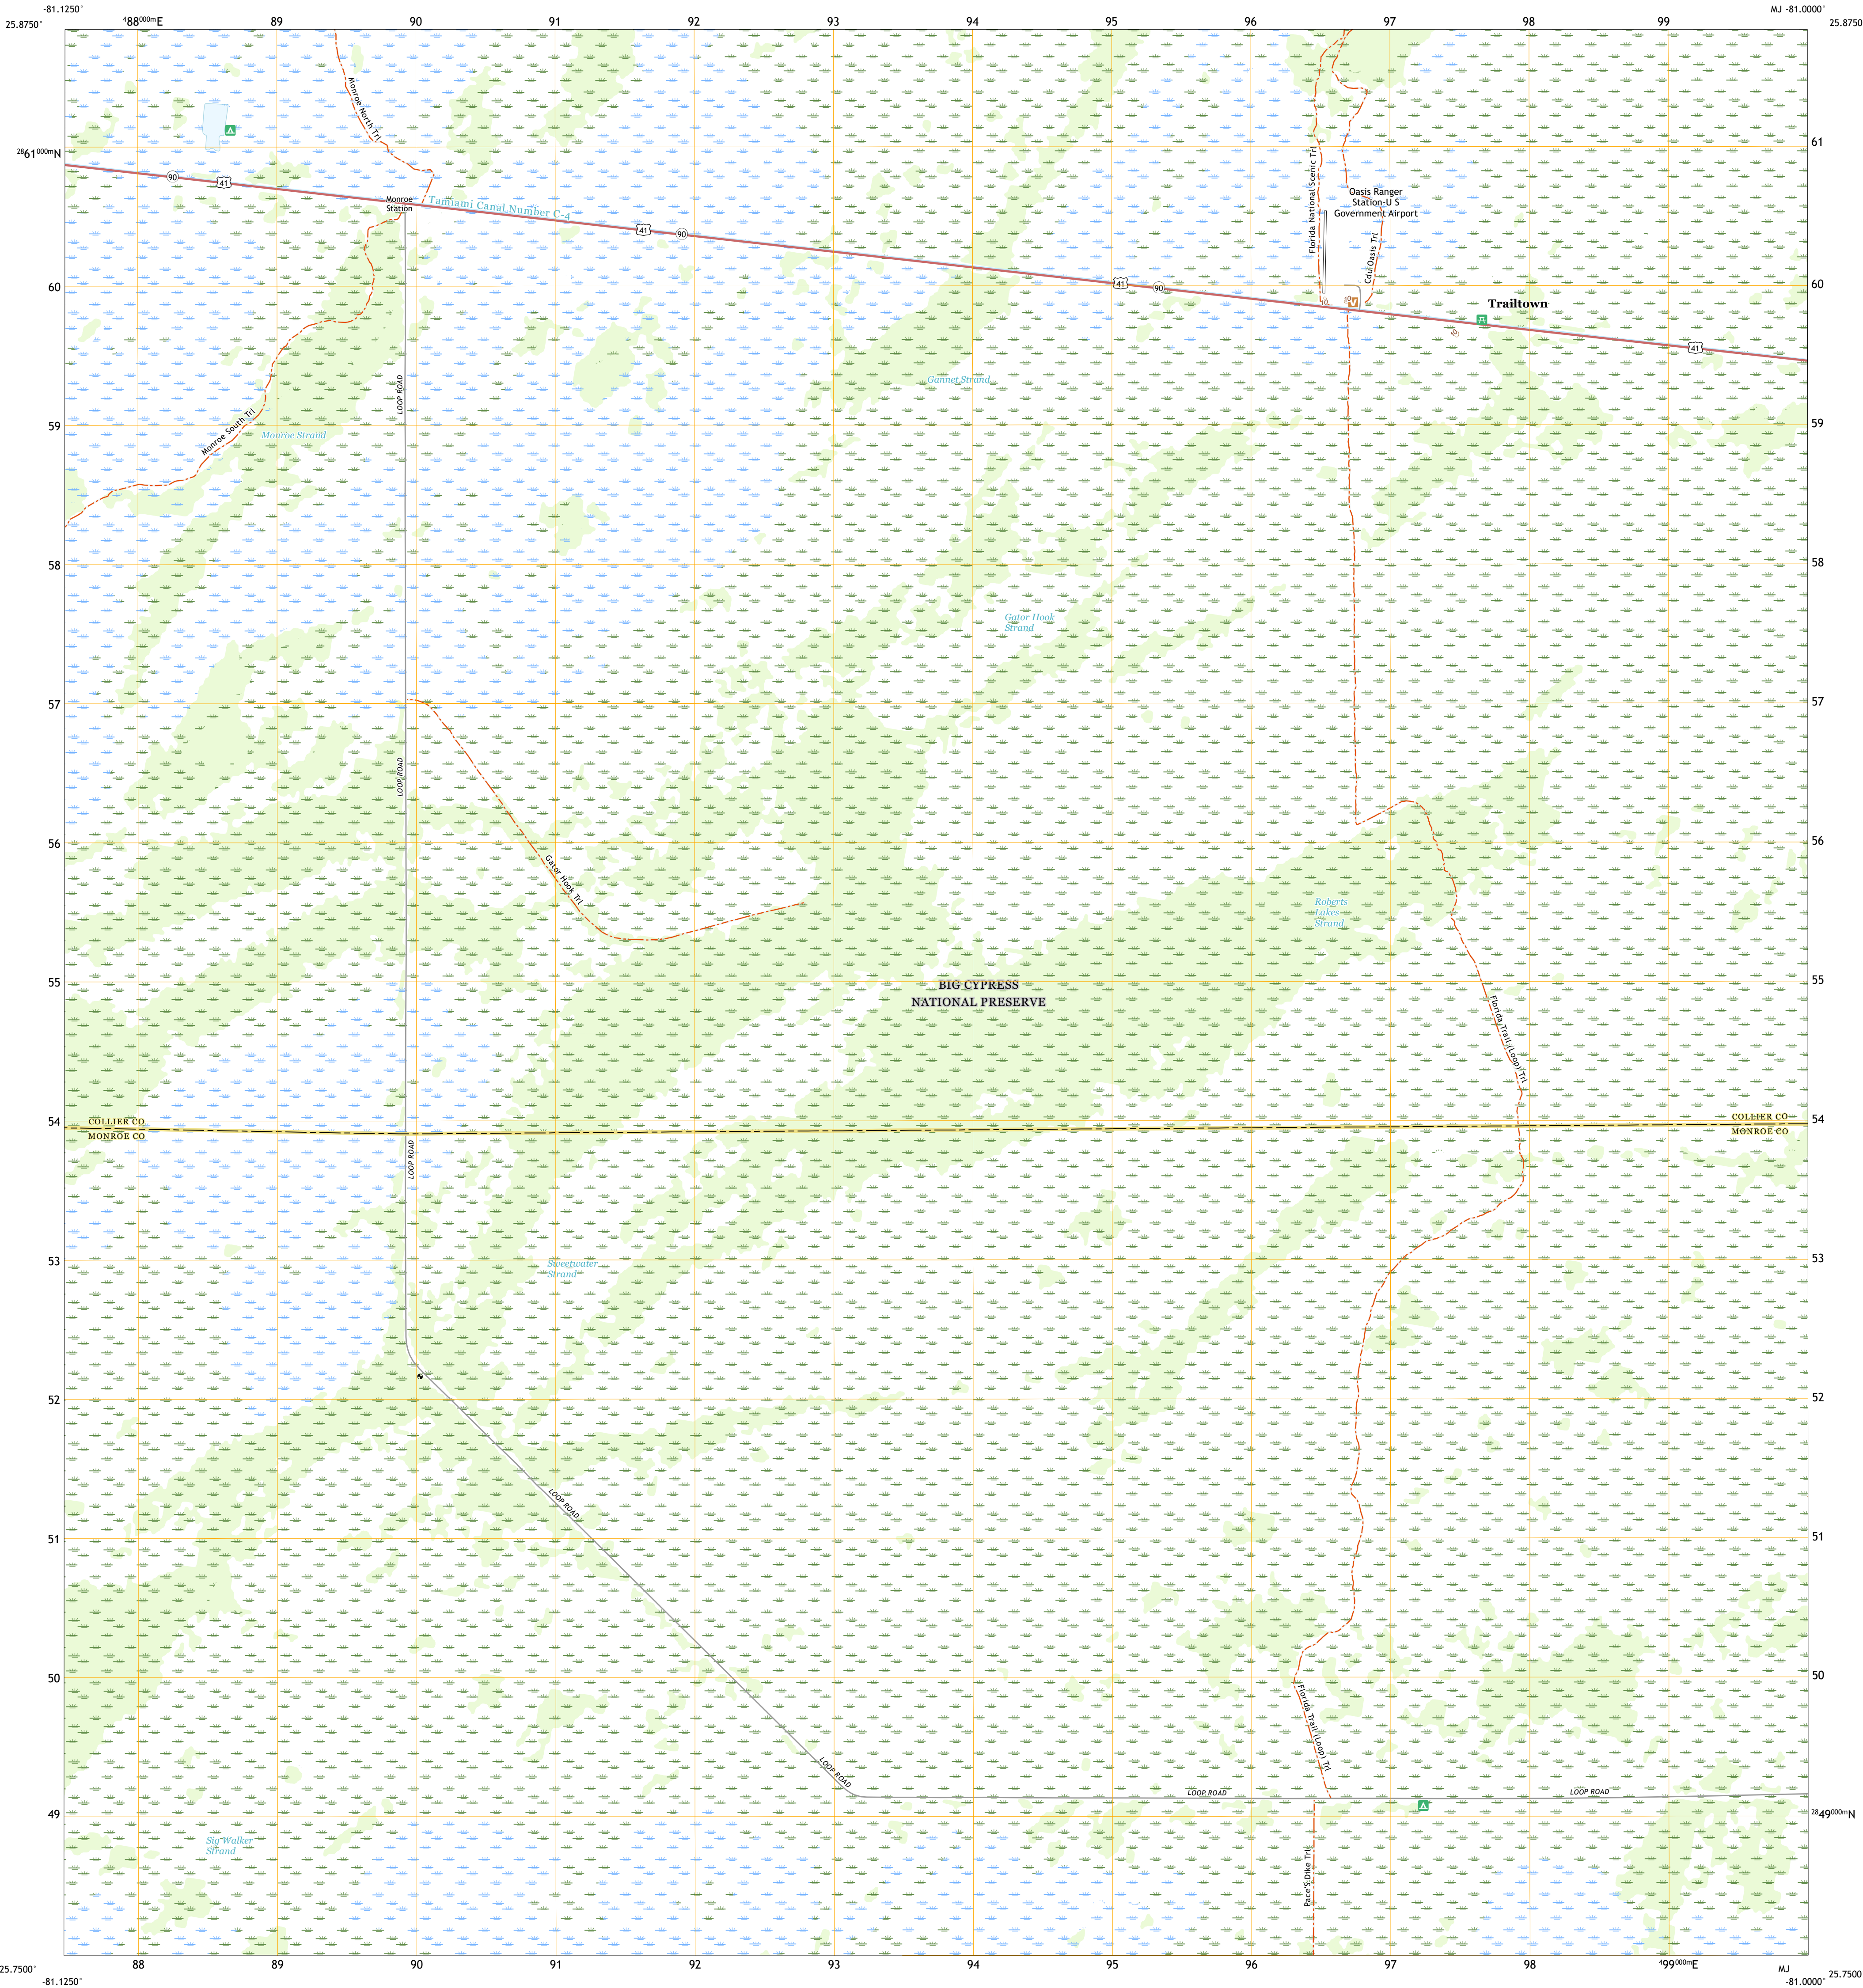 -81.1250°
⁴88⁰⁰⁰ᵐE
89
90
91
92
93
94
95
96
97
98
99
MJ -81.0000°
25.8750°
25.8750
Monroe North Trl
²⁸61⁰⁰⁰ᵐN
61
90
41
Monroe
Station
Tamiami Canal Number C-4
41
90
Florida National Scenic Trl
Oasis Ranger
Station-U S
Government Airport
Cdu Oasis Trl
60
41
90
10
Trailtown
60
10
41
LOOP ROAD
Gannet Strand
59
Monroe South Trl
Monroe Strand
59
58
58
Gator Hook
Strand
57
57
LOOP ROAD
56
56
Gator Hook Trl
Roberts
Lakes
Strand
55
BIG CYPRESS
NATIONAL PRESERVE
55
Florida Trail (Loop) Trl
54
COLLIER CO
MONROE CO
COLLIER CO
MONROE CO
54
LOOP ROAD
53
Sweetwater
Strand
53
52
52
LOOP ROAD
51
51
50
50
Florida Trail (Loop) Trl
LOOP ROAD
LOOP ROAD
LOOP ROAD
49
²⁸49⁰⁰⁰ᵐN
Sig Walker
Strand
Pace'S Dike Trl
25.7500°
88
89
90
91
92
93
94
95
96
97
98
⁴99⁰⁰⁰ᵐE
MJ
25.7500
-81.1250°
-81.0000°